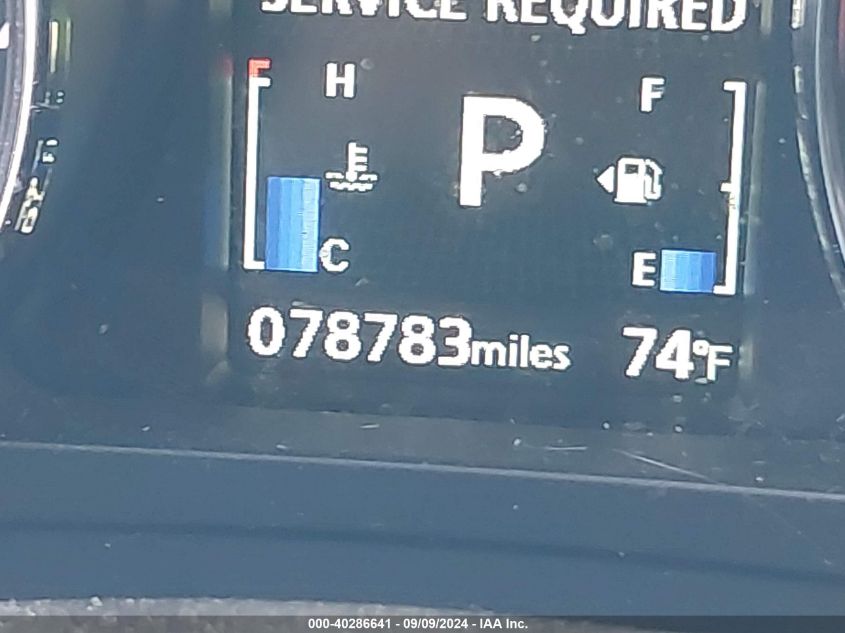 SERVICE REQUIRED
H
F
P
E
C
E
078783miles 74°F
000-40286641 - 09/09/2024 - IAA Inc.